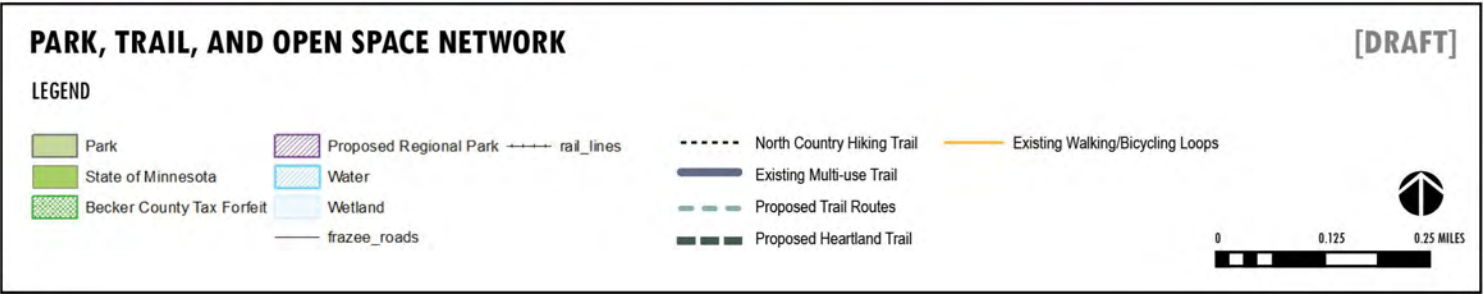 PARK, TRAIL, AND OPEN SPACE NETWORK
[DRAFT]
LEGEND
Park
State of Minnesota
Becker County Tax Forfeit
Proposed Regional Park
Water
Wetland
frazee_roads
rail_lines
North Country Hiking Trail
Existing Multi-use Trail
Proposed Trail Routes
Proposed Heartland Trail
Existing Walking/Bicycling Loops
0 0.125 0.25 MILES